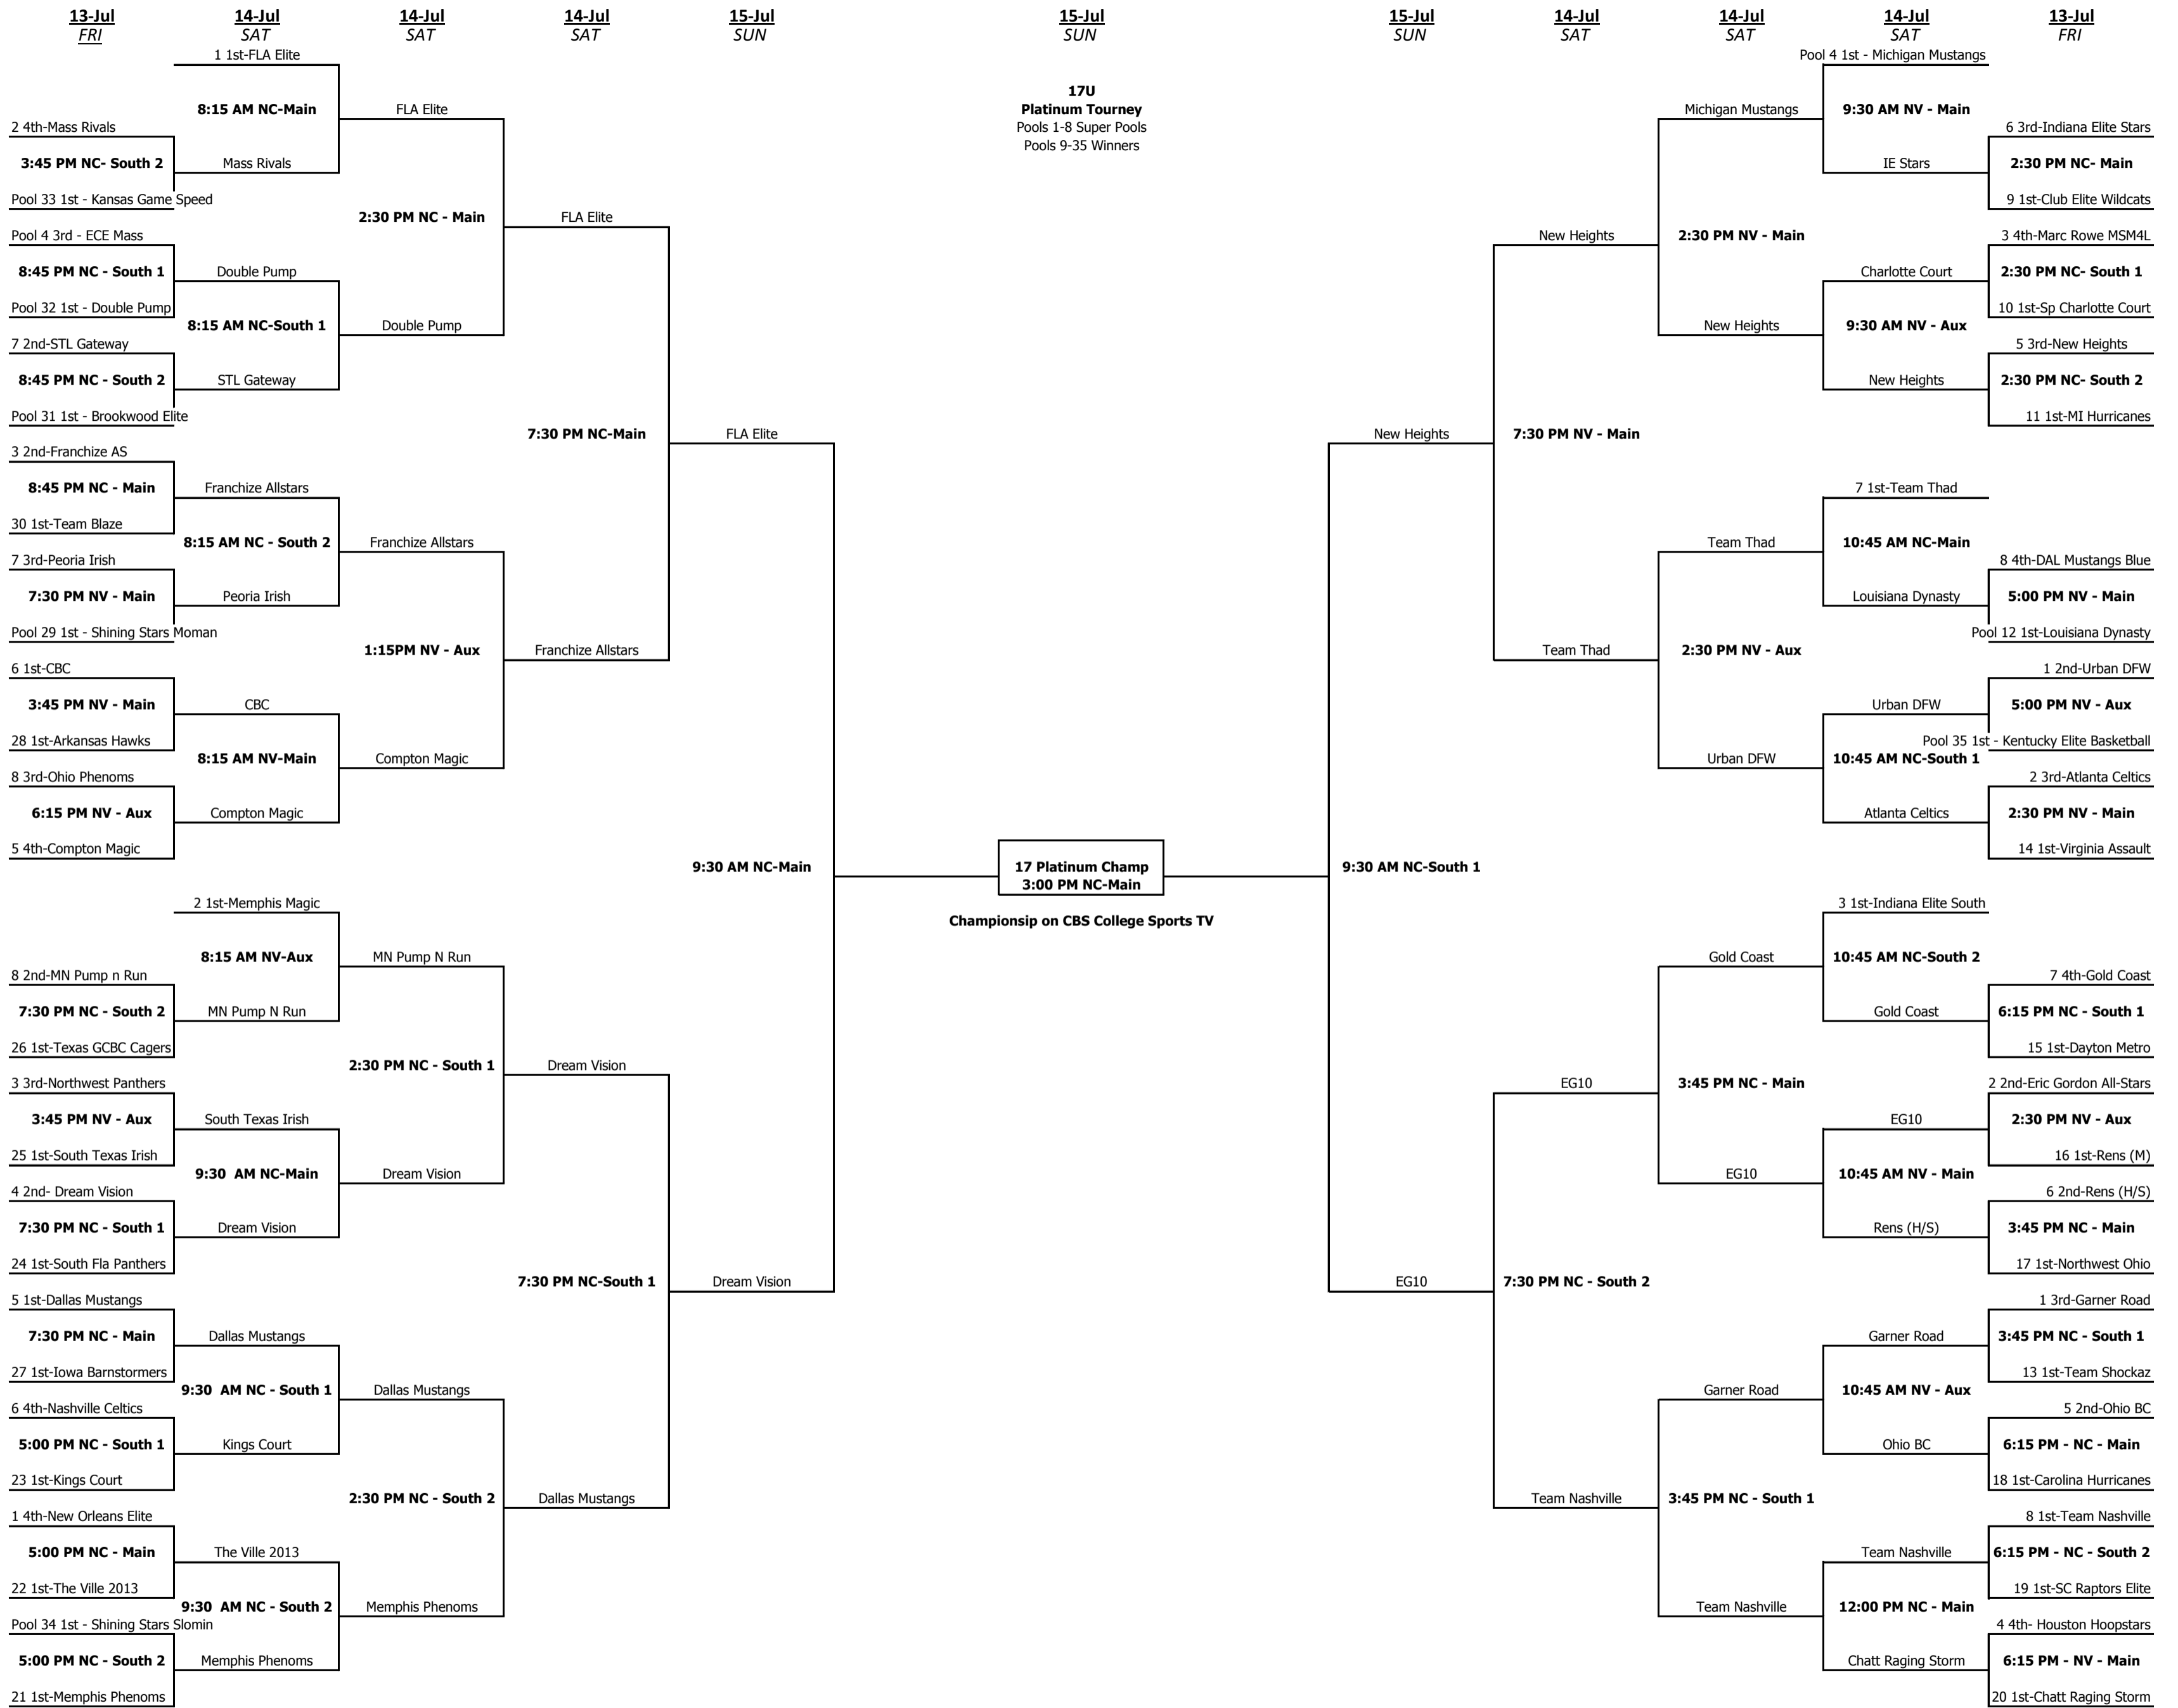 13-Jul 14-Jul 14-Jul 14-Jul 15-Jul 15-Jul 15-Jul 14-Jul 14-Jul 14-Jul 13-Jul
FRI SAT SAT SAT SUN SUN SUN SAT SAT SAT FRI
1 1st-FLA Elite
8:15 AM NC-Main
FLA Elite
2 4th-Mass Rivals
3:45 PM NC- South 2
Mass Rivals
Pool 33 1st - Kansas Game Speed
2:30 PM NC - Main
FLA Elite
Pool 4 3rd - ECE Mass
8:45 PM NC - South 1
Double Pump
Pool 32 1st - Double Pump
8:15 AM NC-South 1
Double Pump
7 2nd-STL Gateway
8:45 PM NC - South 2
STL Gateway
Pool 31 1st - Brookwood Elite
7:30 PM NC-Main
FLA Elite
3 2nd-Franchize AS
8:45 PM NC - Main
Franchize Allstars
30 1st-Team Blaze
8:15 AM NC - South 2
Franchize Allstars
7 3rd-Peoria Irish
7:30 PM NV - Main
Peoria Irish
Pool 29 1st - Shining Stars Moman
1:15PM NV - Aux
Franchize Allstars
6 1st-CBC
3:45 PM NV - Main
CBC
28 1st-Arkansas Hawks
8:15 AM NV-Main
Compton Magic
8 3rd-Ohio Phenoms
6:15 PM NV - Aux
Compton Magic
5 4th-Compton Magic
9:30 AM NC-Main
2 1st-Memphis Magic
8:15 AM NV-Aux
MN Pump N Run
8 2nd-MN Pump n Run
7:30 PM NC - South 2
MN Pump N Run
26 1st-Texas GCBC Cagers
2:30 PM NC - South 1
Dream Vision
3 3rd-Northwest Panthers
3:45 PM NV - Aux
South Texas Irish
25 1st-South Texas Irish
9:30  AM NC-Main
Dream Vision
4 2nd- Dream Vision
7:30 PM NC - South 1
Dream Vision
24 1st-South Fla Panthers
7:30 PM NC-South 1
Dream Vision
5 1st-Dallas Mustangs
7:30 PM NC - Main
Dallas Mustangs
27 1st-Iowa Barnstormers
9:30  AM NC - South 1
Dallas Mustangs
6 4th-Nashville Celtics
5:00 PM NC - South 1
Kings Court
23 1st-Kings Court
2:30 PM NC - South 2
Dallas Mustangs
1 4th-New Orleans Elite
5:00 PM NC - Main
The Ville 2013
22 1st-The Ville 2013
9:30  AM NC - South 2
Memphis Phenoms
Pool 34 1st - Shining Stars Slomin
5:00 PM NC - South 2
Memphis Phenoms
21 1st-Memphis Phenoms
17U
Platinum Tourney
Pools 1-8 Super Pools
Pools 9-35 Winners
17 Platinum Champ
3:00 PM NC-Main
Championsip on CBS College Sports TV
Pool 4 1st - Michigan Mustangs
Michigan Mustangs
9:30 AM NV - Main
6 3rd-Indiana Elite Stars
IE Stars
2:30 PM NC- Main
9 1st-Club Elite Wildcats
New Heights
2:30 PM NV - Main
3 4th-Marc Rowe MSM4L
Charlotte Court
2:30 PM NC- South 1
10 1st-Sp Charlotte Court
New Heights
9:30 AM NV - Aux
5 3rd-New Heights
New Heights
2:30 PM NC- South 2
11 1st-MI Hurricanes
New Heights
7:30 PM NV - Main
7 1st-Team Thad
Team Thad
10:45 AM NC-Main
8 4th-DAL Mustangs Blue
Louisiana Dynasty
5:00 PM NV - Main
Pool 12 1st-Louisiana Dynasty
Team Thad
2:30 PM NV - Aux
1 2nd-Urban DFW
Urban DFW
5:00 PM NV - Aux
Pool 35 1st - Kentucky Elite Basketball
Urban DFW
10:45 AM NC-South 1
2 3rd-Atlanta Celtics
Atlanta Celtics
2:30 PM NV - Main
14 1st-Virginia Assault
9:30 AM NC-South 1
3 1st-Indiana Elite South
Gold Coast
10:45 AM NC-South 2
7 4th-Gold Coast
Gold Coast
6:15 PM NC - South 1
15 1st-Dayton Metro
EG10
3:45 PM NC - Main
2 2nd-Eric Gordon All-Stars
EG10
2:30 PM NV - Aux
16 1st-Rens (M)
EG10
10:45 AM NV - Main
6 2nd-Rens (H/S)
Rens (H/S)
3:45 PM NC - Main
17 1st-Northwest Ohio
EG10
7:30 PM NC - South 2
1 3rd-Garner Road
Garner Road
3:45 PM NC - South 1
13 1st-Team Shockaz
Garner Road
10:45 AM NV - Aux
5 2nd-Ohio BC
Ohio BC
6:15 PM - NC - Main
18 1st-Carolina Hurricanes
Team Nashville
3:45 PM NC - South 1
8 1st-Team Nashville
Team Nashville
6:15 PM - NC - South 2
19 1st-SC Raptors Elite
Team Nashville
12:00 PM NC - Main
4 4th- Houston Hoopstars
Chatt Raging Storm
6:15 PM - NV - Main
20 1st-Chatt Raging Storm